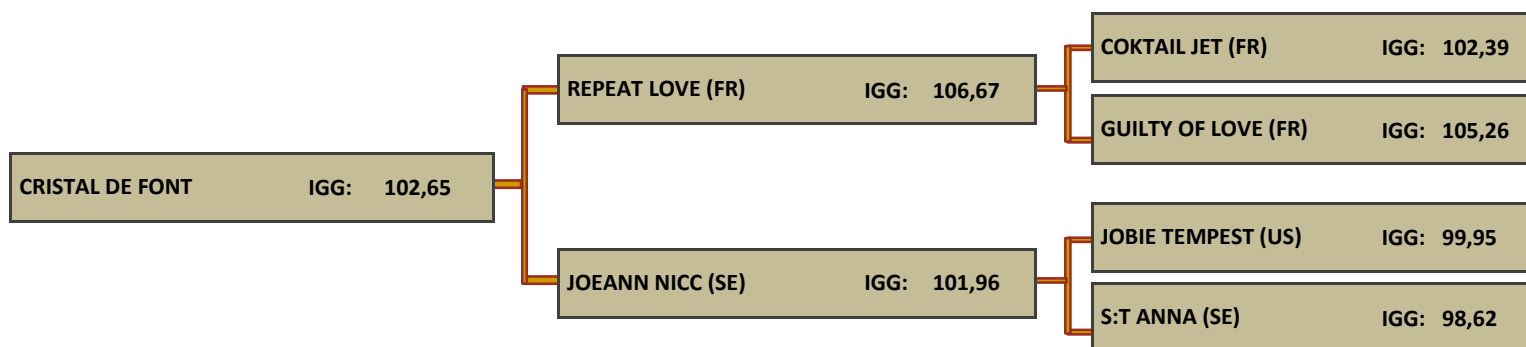 COKTAIL JET (FR) IGG: 102,39
REPEAT LOVE (FR) IGG: 106,67
GUILTY OF LOVE (FR) IGG: 105,26
CRISTAL DE FONT IGG: 102,65
JOBIE TEMPEST (US) IGG: 99,95
JOEANN NICC (SE) IGG: 101,96
S:T ANNA (SE) IGG: 98,62